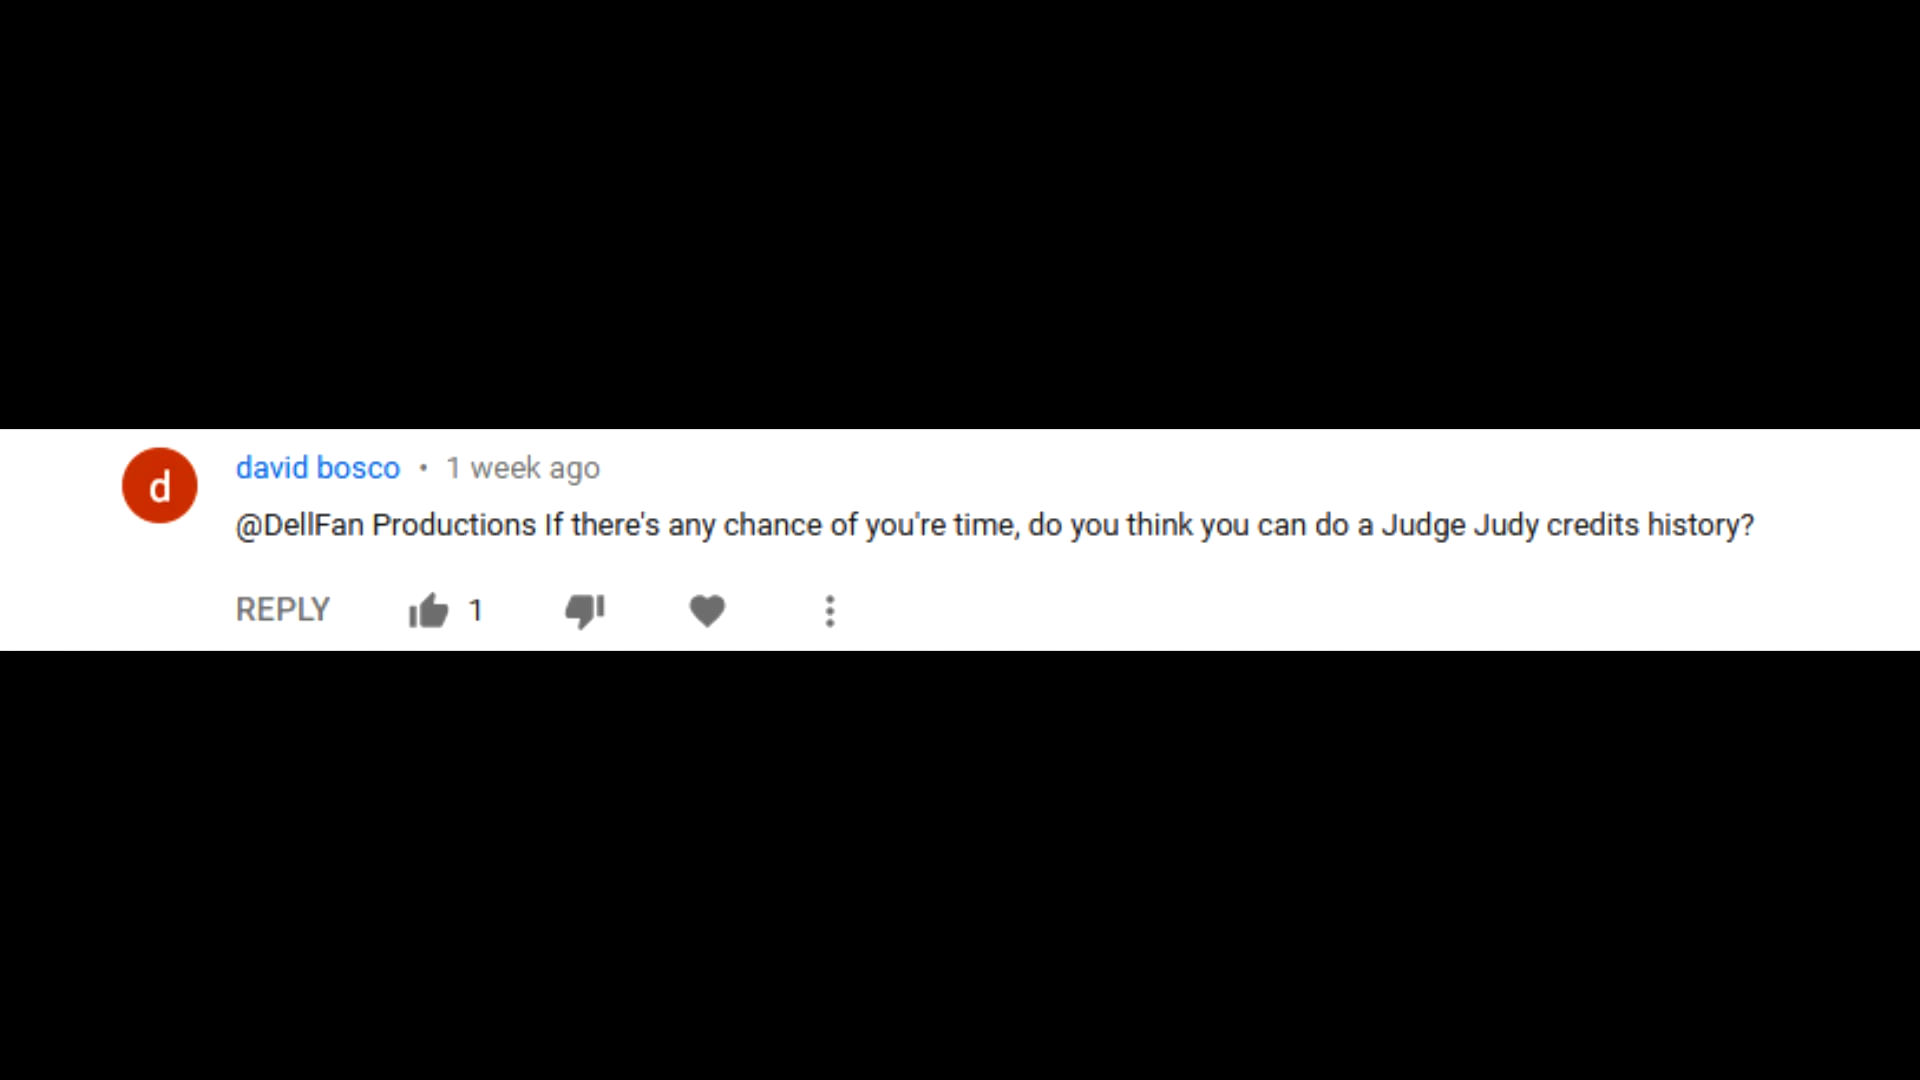 d
david bosco • 1 week ago
@DellFan Productions If there's any chance of you're time, do you think you can do a Judge Judy credits history?
REPLY 1